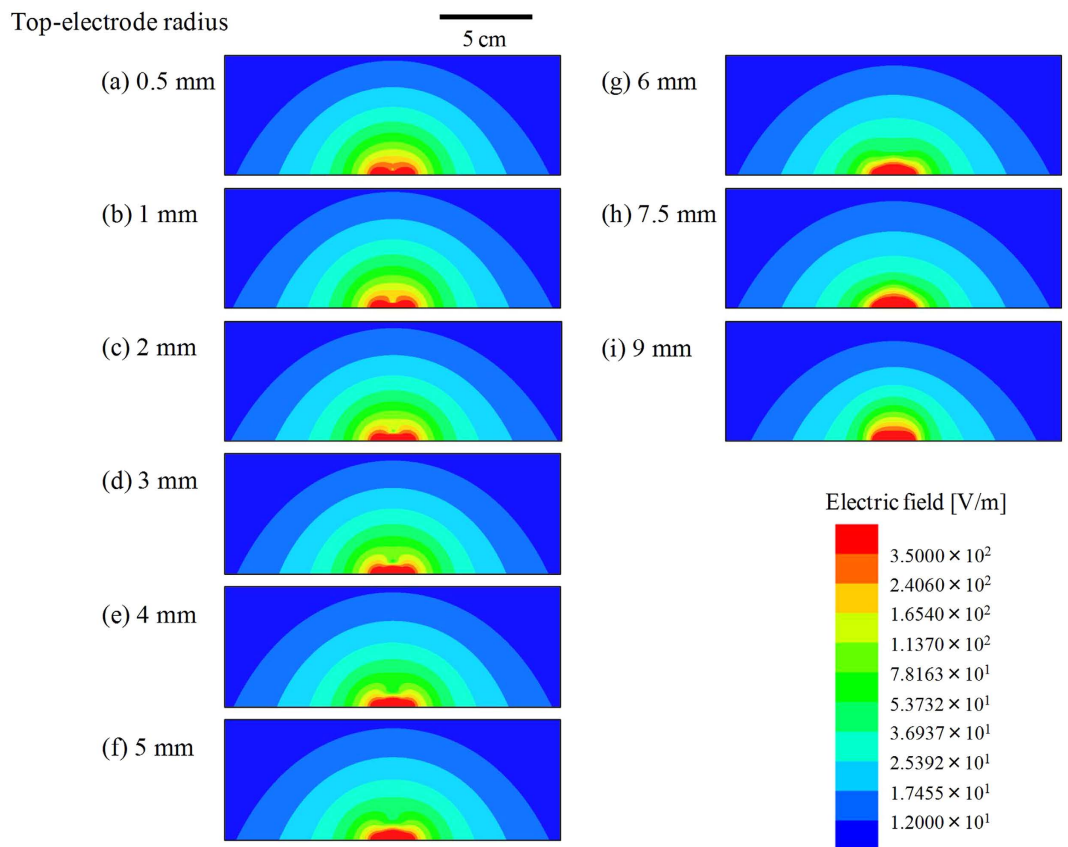 Top-electrode radius
5 cm
(a) 0.5 mm
(b) 1 mm
(c) 2 mm
(d) 3 mm
(e) 4 mm
(f) 5 mm
(g) 6 mm
(h) 7.5 mm
(i) 9 mm
Electric field [V/m]
3.5000 × 10²
2.4060 × 10²
1.6540 × 10²
1.1370 × 10²
7.8163 × 10¹
5.3732 × 10¹
3.6937 × 10¹
2.5392 × 10¹
1.7455 × 10¹
1.2000 × 10¹